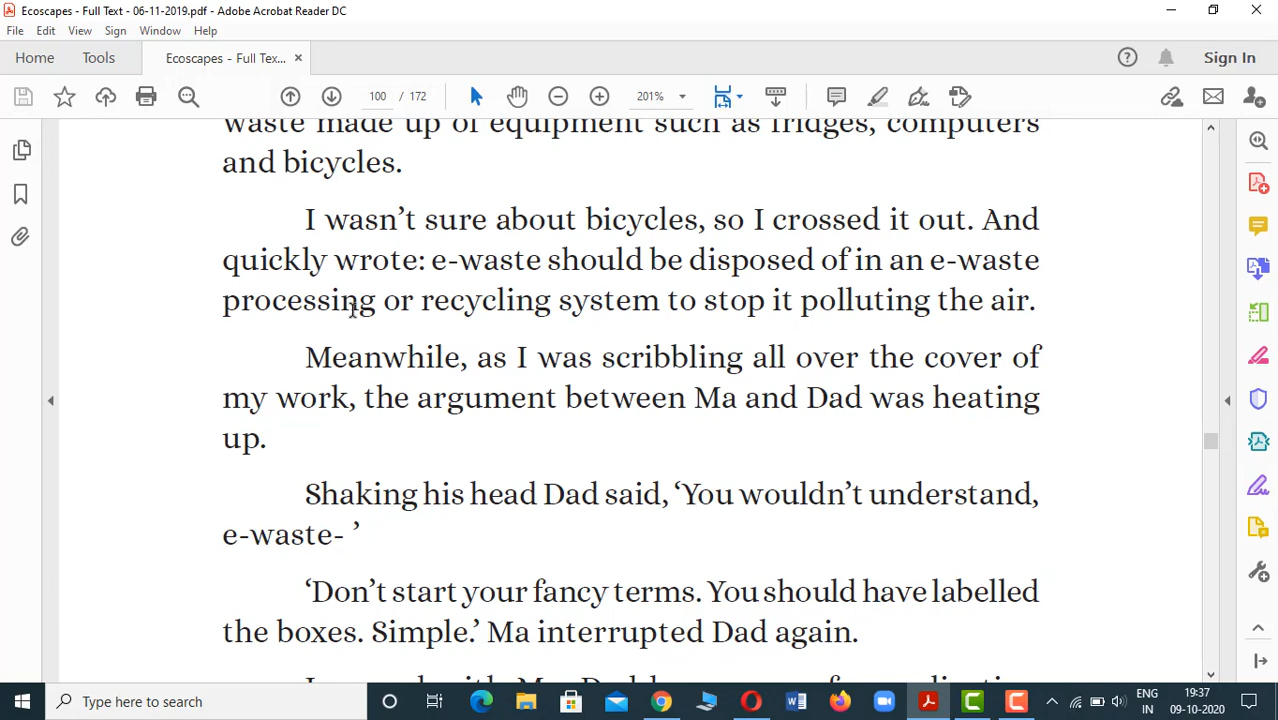 Ecoscapes - Full Text - 06-11-2019.pdf - Adobe Acrobat Reader DC
File Edit View Sign Window Help
Home Tools Ecoscapes - Full Tex... × Sign In
100 / 172 201%
waste made up of equipment such as fridges, computers
and bicycles.
I wasn’t sure about bicycles, so I crossed it out. And
quickly wrote: e-waste should be disposed of in an e-waste
processing or recycling system to stop it polluting the air.
Meanwhile, as I was scribbling all over the cover of
my work, the argument between Ma and Dad was heating
up.
Shaking his head Dad said, ‘You wouldn’t understand,
e-waste- ’
‘Don’t start your fancy terms. You should have labelled
the boxes. Simple.’ Ma interrupted Dad again.
Type here to search
ENG 19:37
IN 09-10-2020